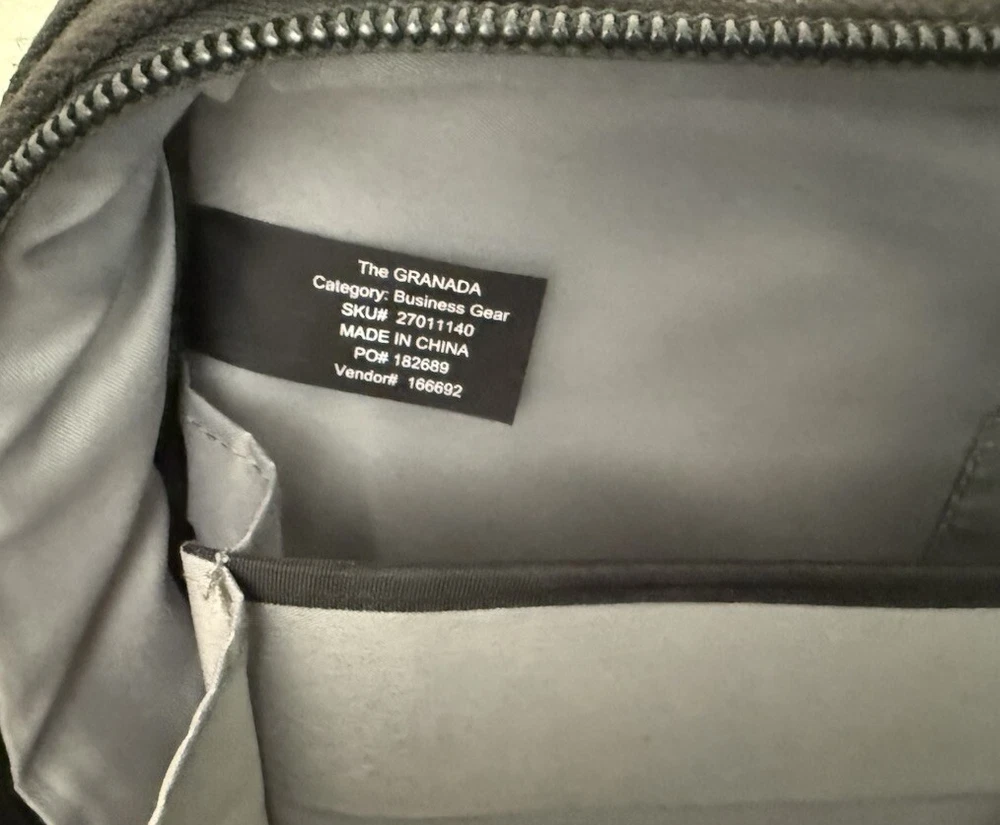 The GRANADA
Category: Business Gear
SKU# 27011140
MADE IN CHINA
PO# 182689
Vendor# 166692